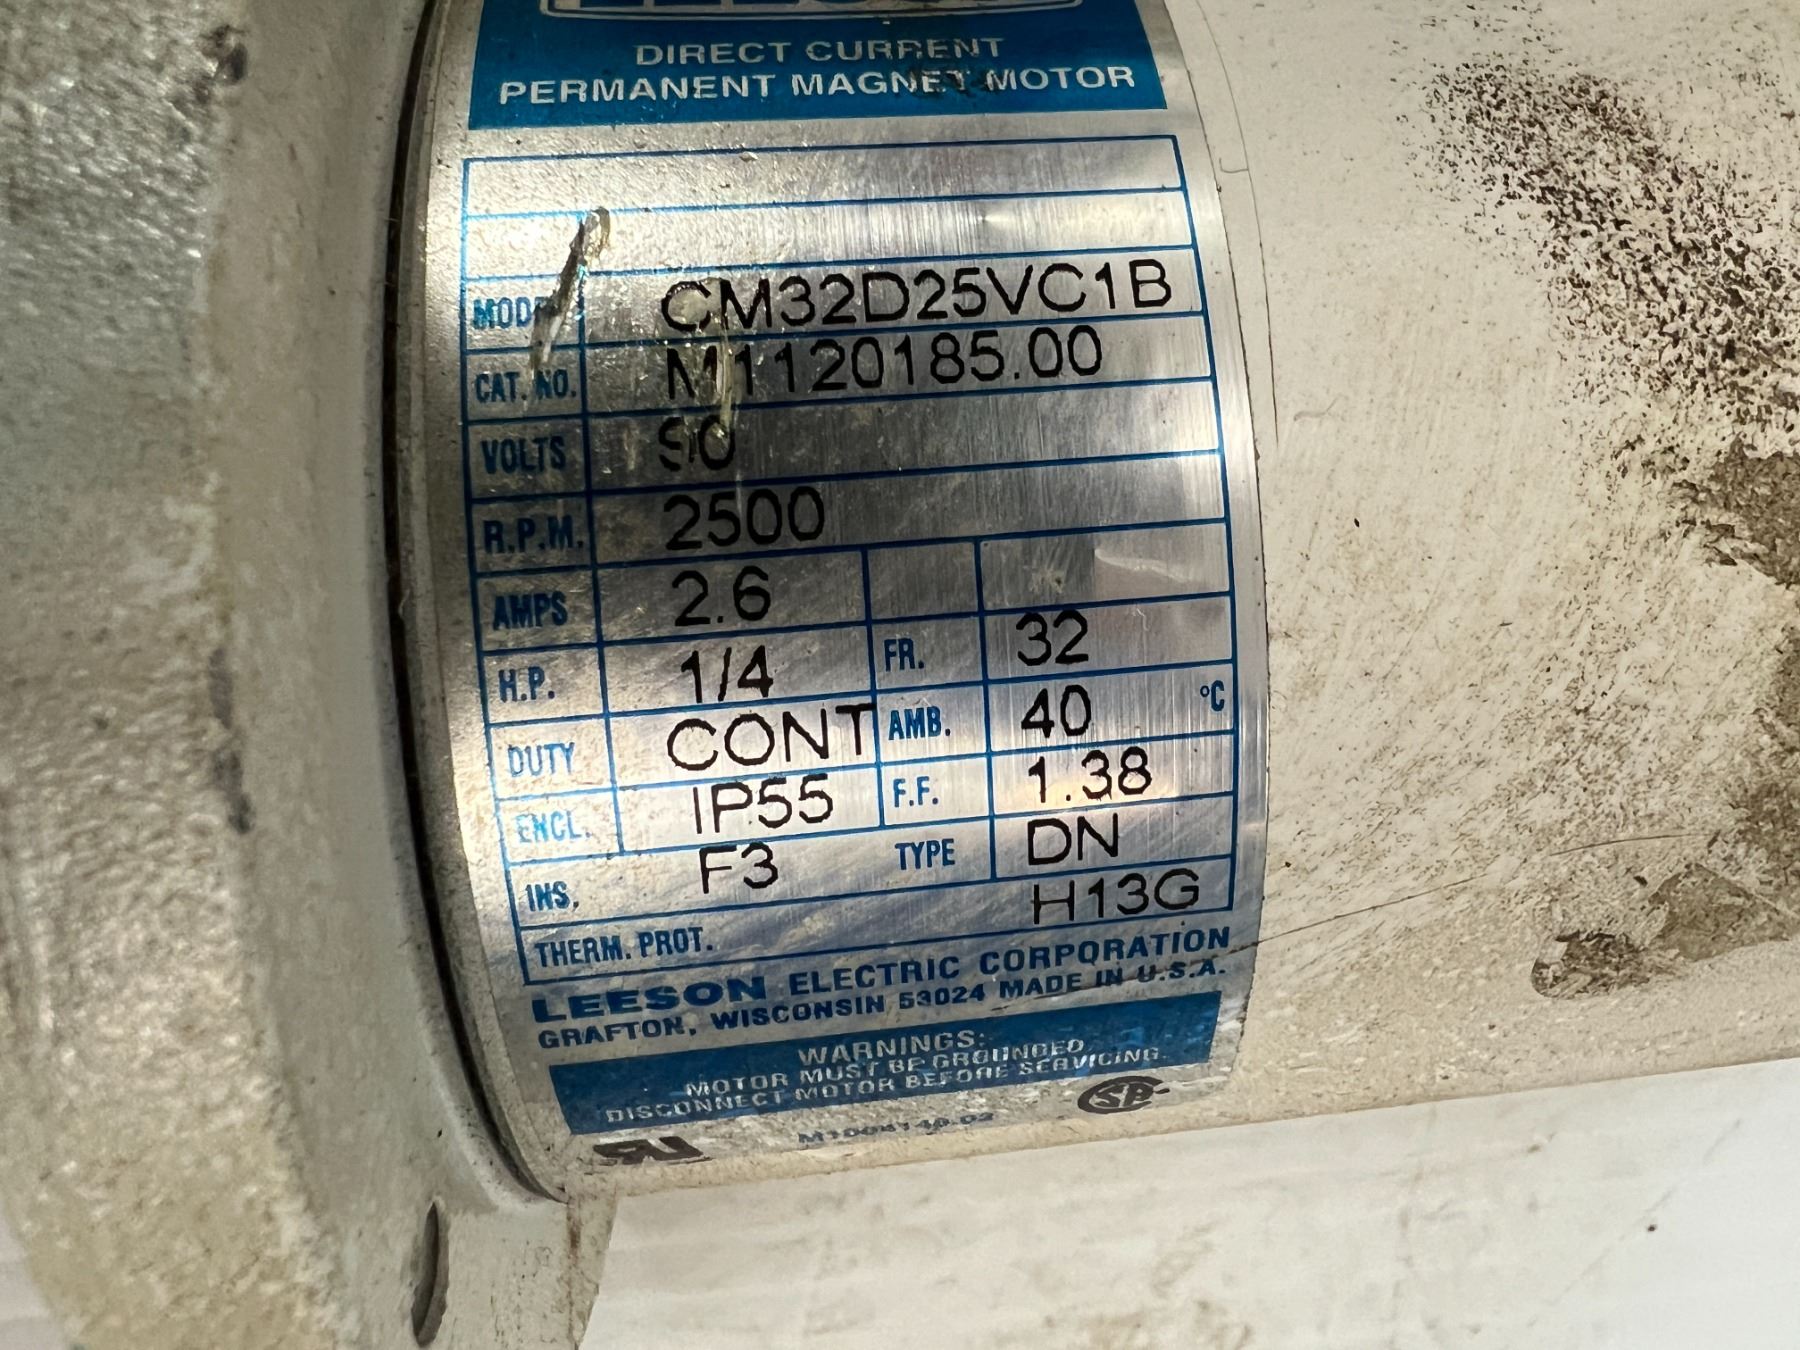 DIRECT CURRENT
PERMANENT MAGNET MOTOR
MODEL CM32D25VC1B
CAT. NO. M1120185.00
VOLTS 90
R.P.M. 2500
AMPS 2.6
H.P. 1/4 FR. 32
DUTY CONT AMB. 40 °C
ENCL. IP55 F.F. 1.38
INS. F3 TYPE DN
THERM. PROT. H13G
LEESON ELECTRIC CORPORATION
GRAFTON, WISCONSIN 53024 MADE IN U.S.A.
WARNINGS:
MOTOR MUST BE GROUNDED
DISCONNECT MOTOR BEFORE SERVICING.